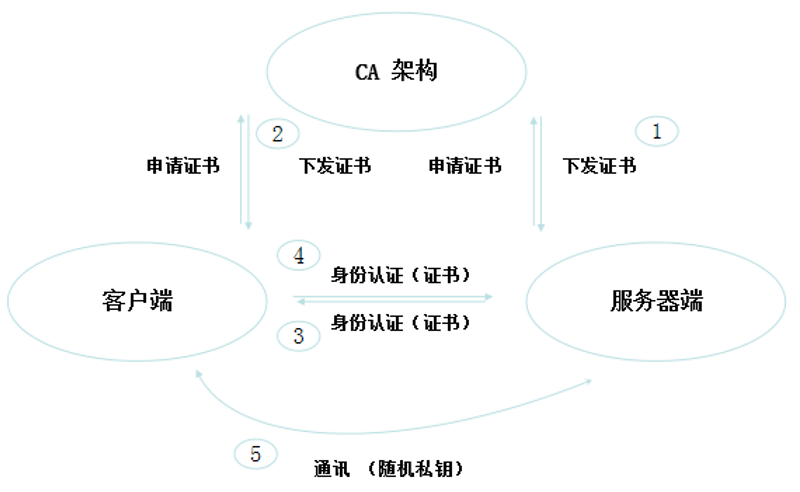 CA 架构
2
1
申请证书
下发证书
申请证书
下发证书
4
身份认证（证书）
客户端
服务器端
3
身份认证（证书）
5
通讯 （随机私钥）